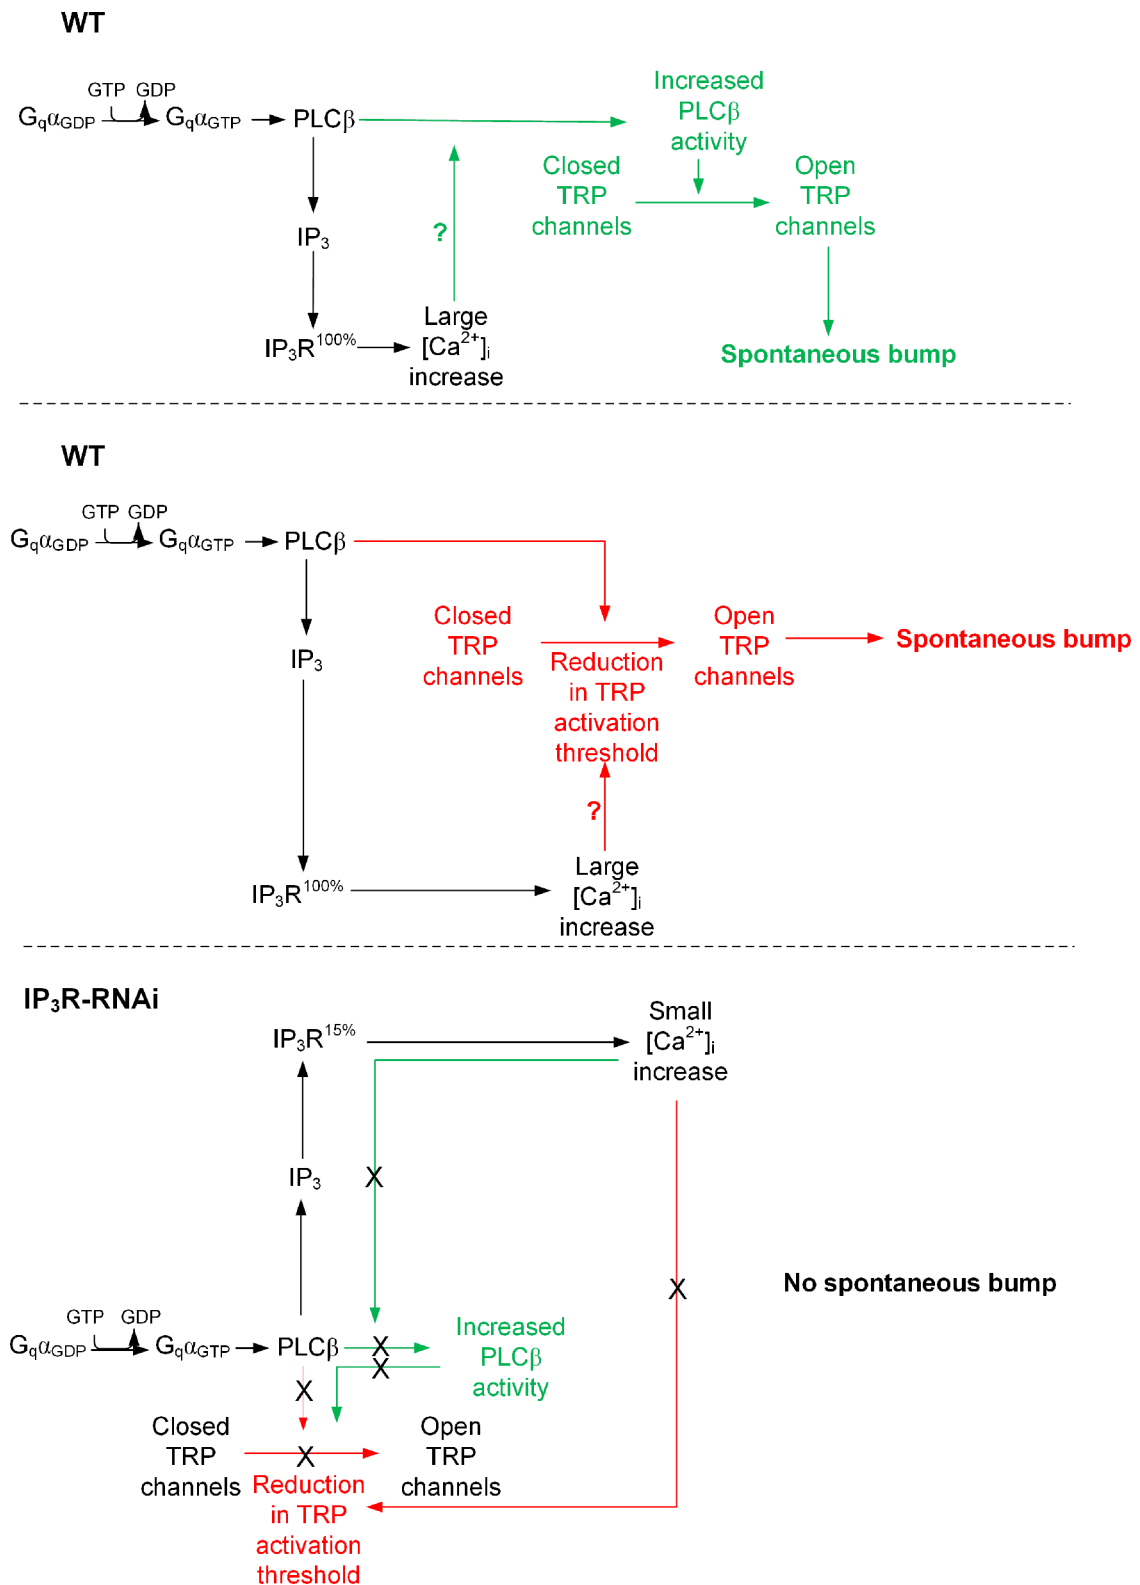 WT
GTP GDP
GqαGDP GqαGTP PLCβ
Increased
PLCβ
activity
Closed
TRP
channels
Open
TRP
channels
?
IP3
IP3R100%
Large
[Ca2+]i
increase
Spontaneous bump
WT
GTP GDP
GqαGDP GqαGTP PLCβ
Closed
TRP
channels
Open
TRP
channels
Spontaneous bump
IP3
Reduction
in TRP
activation
threshold
?
IP3R100%
Large
[Ca2+]i
increase
IP3R-RNAi
IP3R15%
Small
[Ca2+]i
increase
IP3
X
X
No spontaneous bump
GTP GDP
GqαGDP GqαGTP PLCβ
X
X
Increased
PLCβ
activity
X
Closed
TRP
channels
X
Open
TRP
channels
Reduction
in TRP
activation
threshold